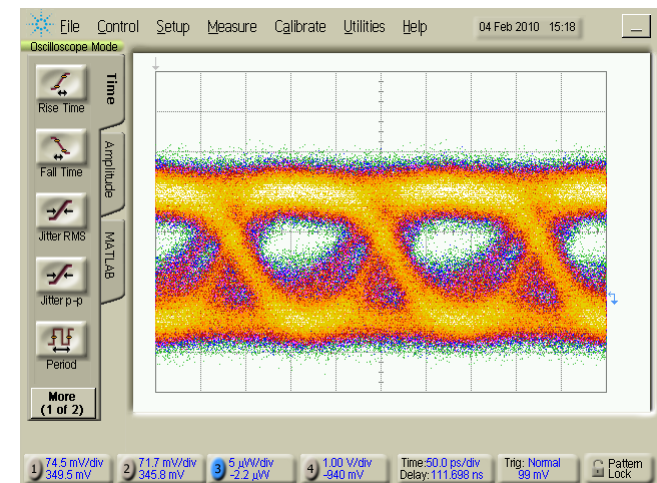 File Control Setup Measure Calibrate Utilities Help 04 Feb 2010 15:18
Oscilloscope Mode
Rise Time
Fall Time
Jitter RMS
Jitter p-p
Period
More
(1 of 2)
Time
Amplitude
MATLAB
1 74.5 mV/div
349.5 mV
2 71.7 mV/div
345.8 mV
3 5 µW/div
-2.2 µW
4 1.00 V/div
-940 mV
Time:50.0 ps/div
Delay:111.698 ns
Trig: Normal
99 mV
Pattern
Lock